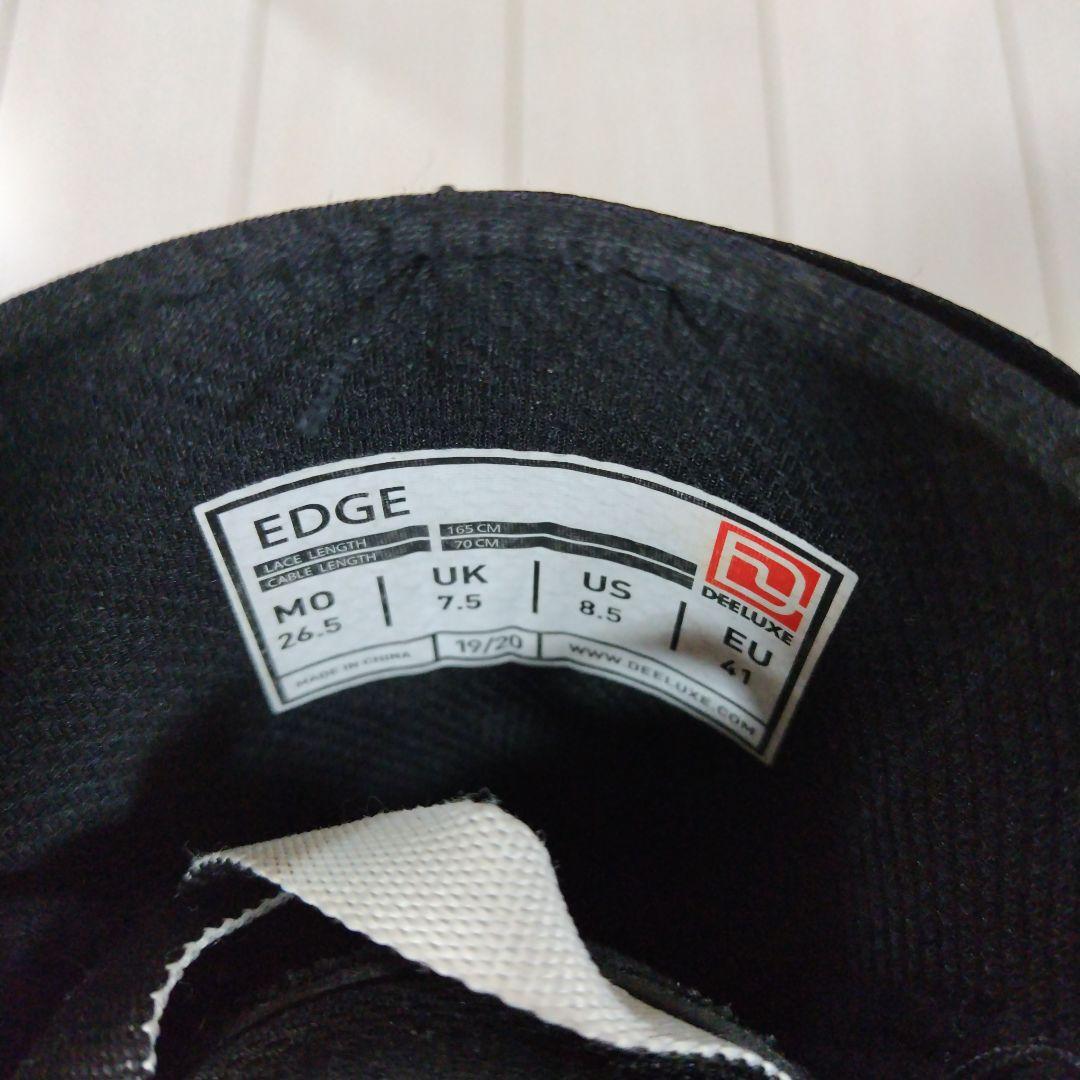 EDGE
LACE LENGTH 165 CM
CABLE LENGTH 70 CM
MO UK US EU
26.5 7.5 8.5 41
DEELUXE
MADE IN CHINA 19/20 WWW.DEELUXE.COM